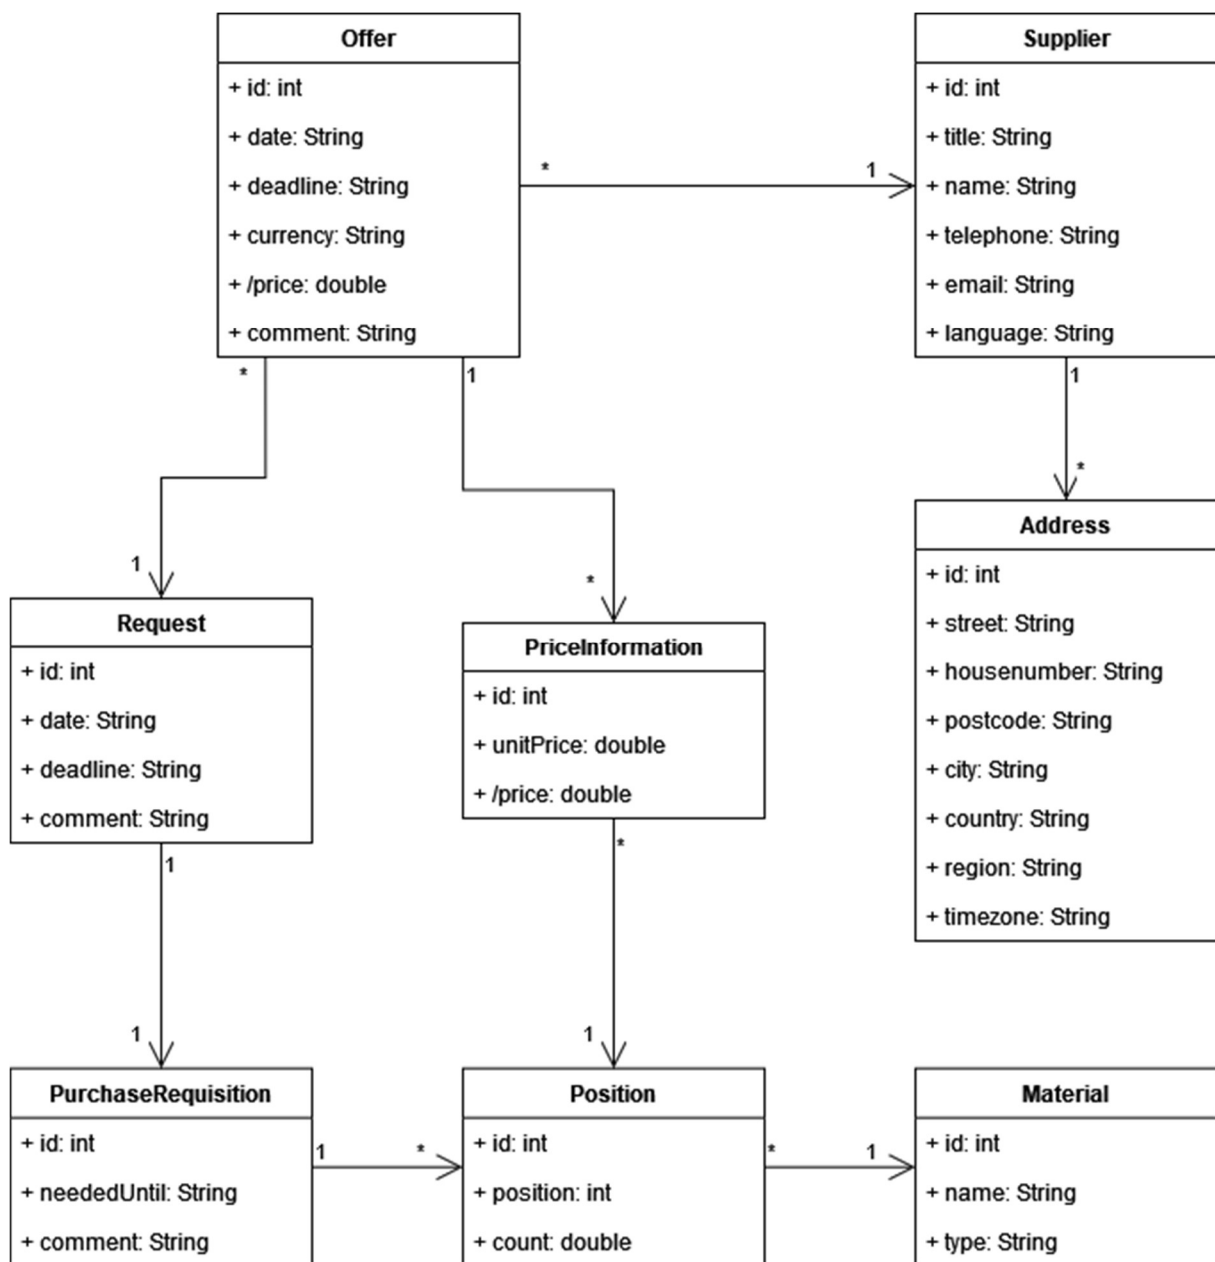 Offer
+ id: int
+ date: String
+ deadline: String
+ currency: String
+ /price: double
+ comment: String
Supplier
+ id: int
+ title: String
+ name: String
+ telephone: String
+ email: String
+ language: String
* 1
* 1
1 *
1 *
Request
+ id: int
+ date: String
+ deadline: String
+ comment: String
PriceInformation
+ id: int
+ unitPrice: double
+ /price: double
Address
+ id: int
+ street: String
+ housenumber: String
+ postcode: String
+ city: String
+ country: String
+ region: String
+ timezone: String
1 1
* 1
PurchaseRequisition
+ id: int
+ neededUntil: String
+ comment: String
1 *
Position
+ id: int
+ position: int
+ count: double
* 1
Material
+ id: int
+ name: String
+ type: String